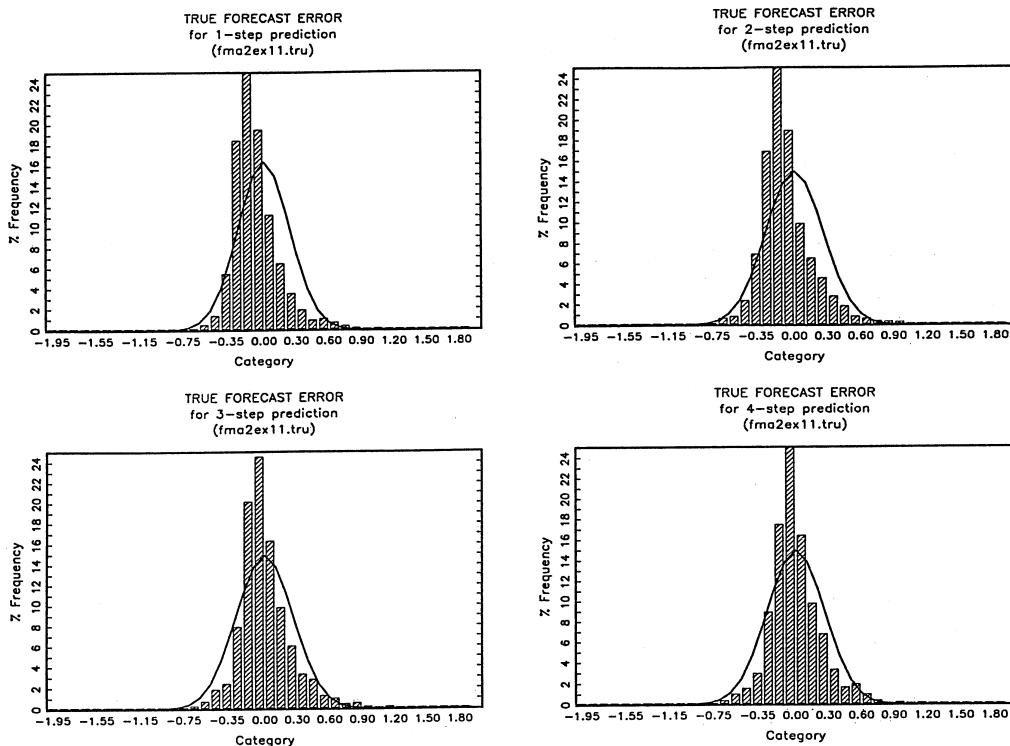 TRUE FORECAST ERROR
for 1-step prediction
(fma2ex11.tru)
% Frequency
24
22
20
18
16
14
12
10
8
6
4
2
0
-1.95 -1.55 -1.15 -0.75 -0.35 0.00 0.30 0.60 0.90 1.20 1.50 1.80
Category
TRUE FORECAST ERROR
for 2-step prediction
(fma2ex11.tru)
% Frequency
24
22
20
18
16
14
12
10
8
6
4
2
0
-1.95 -1.55 -1.15 -0.75 -0.35 0.00 0.30 0.60 0.90 1.20 1.50 1.80
Category
TRUE FORECAST ERROR
for 3-step prediction
(fma2ex11.tru)
% Frequency
24
22
20
18
16
14
12
10
8
6
4
2
0
-1.95 -1.55 -1.15 -0.75 -0.35 0.00 0.30 0.60 0.90 1.20 1.50 1.80
Category
TRUE FORECAST ERROR
for 4-step prediction
(fma2ex11.tru)
% Frequency
24
22
20
18
16
14
12
10
8
6
4
2
0
-1.95 -1.55 -1.15 -0.75 -0.35 0.00 0.30 0.60 0.90 1.20 1.50 1.80
Category